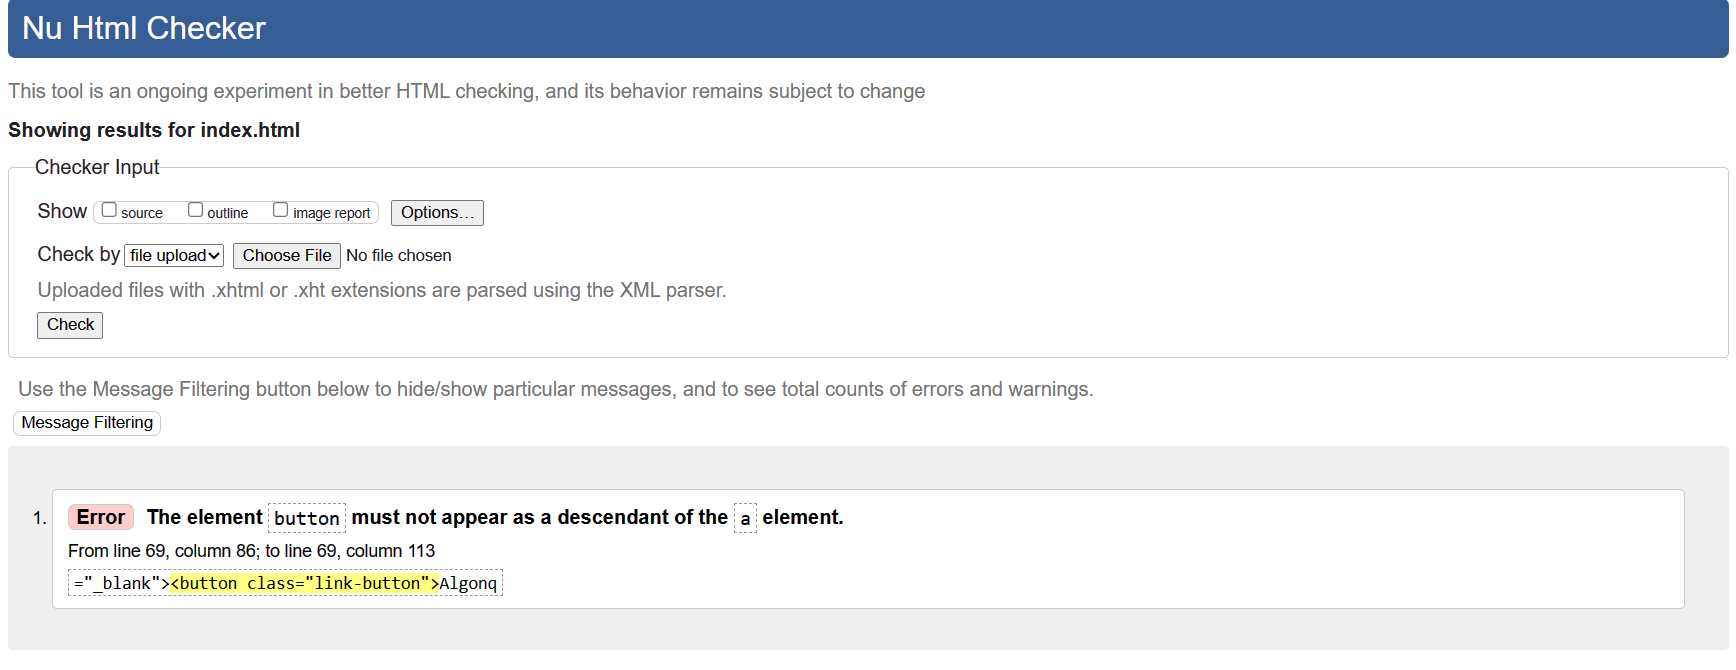 Nu Html Checker
This tool is an ongoing experiment in better HTML checking, and its behavior remains subject to change
Showing results for index.html
Checker Input
Show source outline image report Options...
Check by file upload Choose File No file chosen
Uploaded files with .xhtml or .xht extensions are parsed using the XML parser.
Check
Use the Message Filtering button below to hide/show particular messages, and to see total counts of errors and warnings.
Message Filtering
1. Error The element button must not appear as a descendant of the a element.
From line 69, column 86; to line 69, column 113
="_blank"><button class="link-button">Algonq